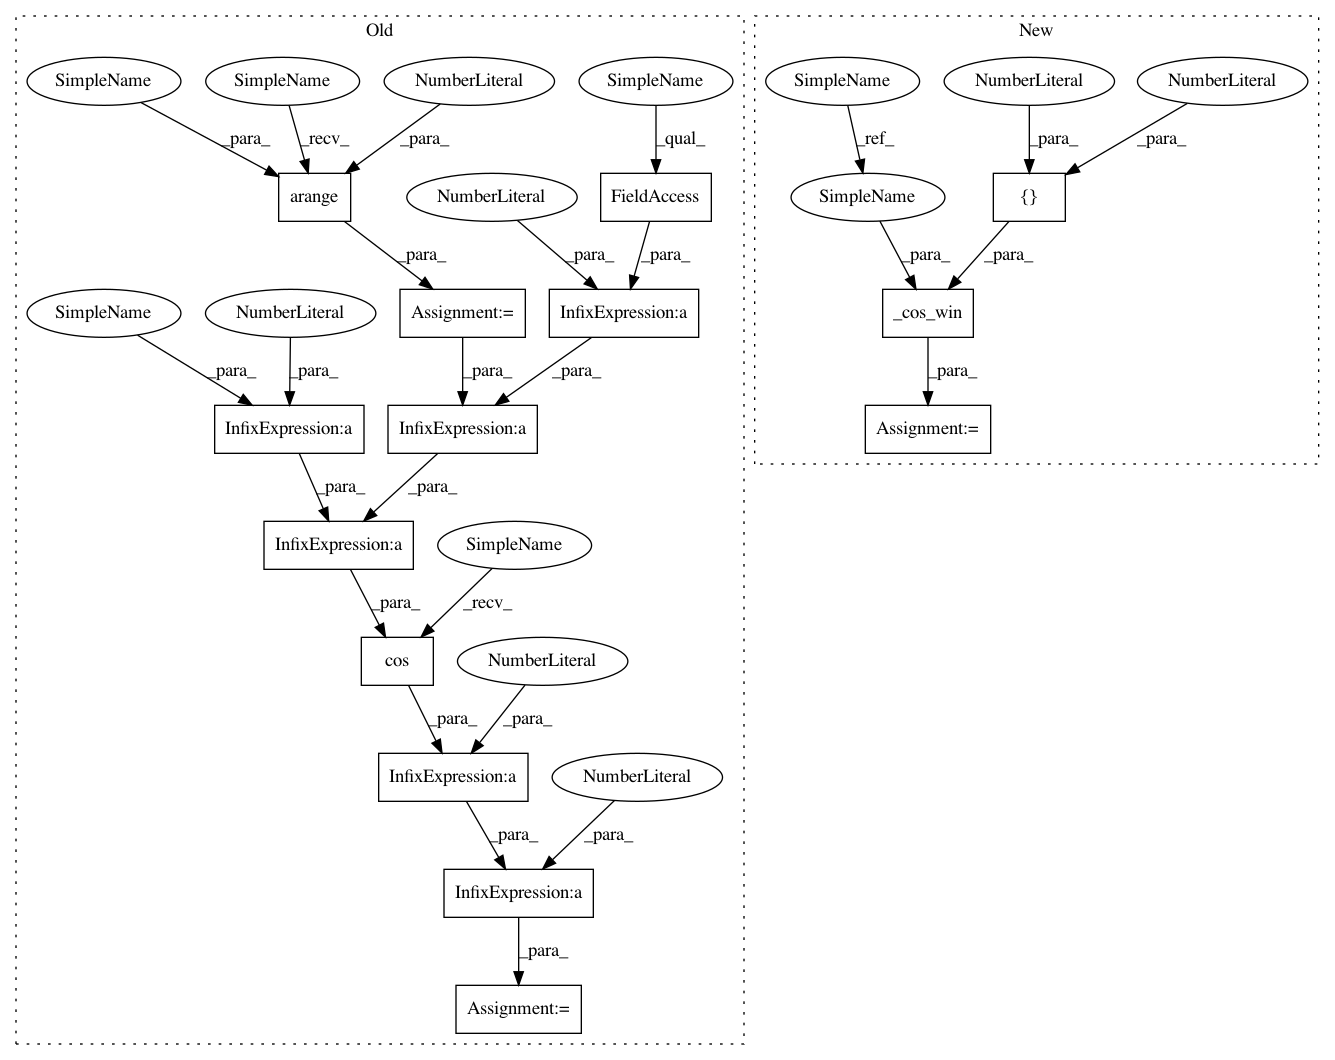 Old
New
SimpleName
SimpleName
NumberLiteral
SimpleName
SimpleName
NumberLiteral
NumberLiteral
_para_
_recv_
_para_
_qual_
_ref_
_para_
_para_
arange
NumberLiteral
FieldAccess
SimpleName
{}
_para_
_para_
_para_
_para_
_para_
SimpleName
NumberLiteral
Assignment:=
InfixExpression:a
_cos_win
_para_
_para_
_para_
_para_
_para_
InfixExpression:a
InfixExpression:a
Assignment:=
_para_
_para_
InfixExpression:a
SimpleName
_para_
_recv_
cos
NumberLiteral
_para_
_para_
InfixExpression:a
NumberLiteral
_para_
_para_
InfixExpression:a
_para_
Assignment:=